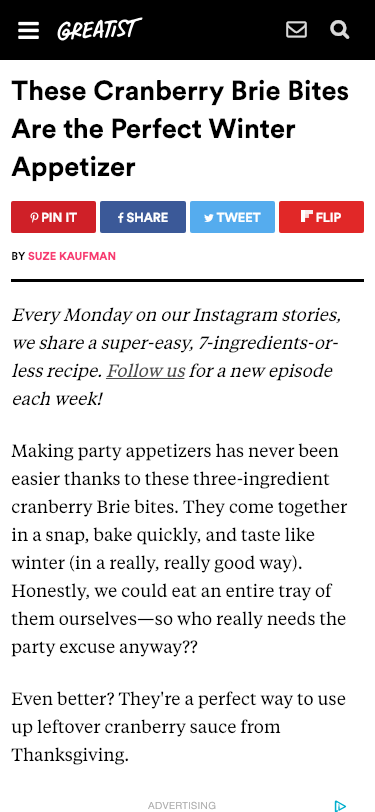 GREATIST
These Cranberry Brie Bites
Are the Perfect Winter
Appetizer
PIN IT
SHARE
TWEET
FLIP
BY SUZE KAUFMAN
Every Monday on our Instagram stories,
we share a super-easy, 7-ingredients-or-
less recipe. Follow us for a new episode
each week!
Making party appetizers has never been
easier thanks to these three-ingredient
cranberry Brie bites. They come together
in a snap, bake quickly, and taste like
winter (in a really, really good way).
Honestly, we could eat an entire tray of
them ourselves—so who really needs the
party excuse anyway??
Even better? They're a perfect way to use
up leftover cranberry sauce from
Thanksgiving.
ADVERTISING